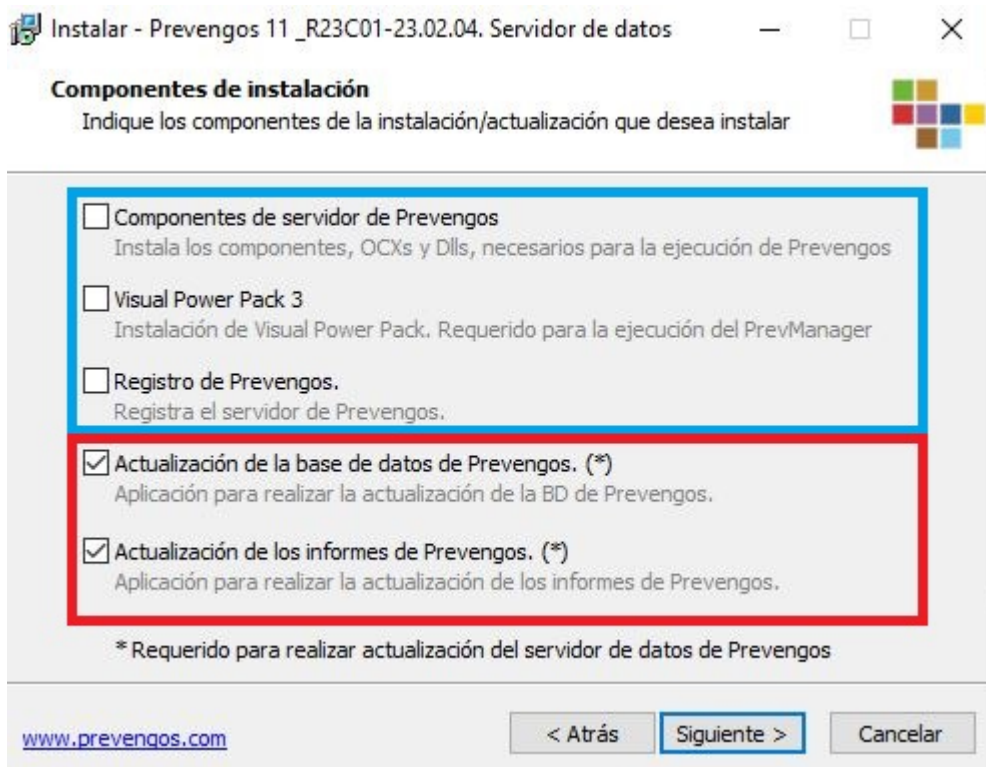 Instalar - Prevengos 11 _R23C01-23.02.04. Servidor de datos
Componentes de instalación
Indique los componentes de la instalación/actualización que desea instalar
Componentes de servidor de Prevengos
Instala los componentes, OCXs y Dlls, necesarios para la ejecución de Prevengos
Visual Power Pack 3
Instalación de Visual Power Pack. Requerido para la ejecución del PrevManager
Registro de Prevengos.
Registra el servidor de Prevengos.
Actualización de la base de datos de Prevengos. (*)
Aplicación para realizar la actualización de la BD de Prevengos.
Actualización de los informes de Prevengos. (*)
Aplicación para realizar la actualización de los informes de Prevengos.
* Requerido para realizar actualización del servidor de datos de Prevengos
www.prevengos.com < Atrás Siguiente > Cancelar